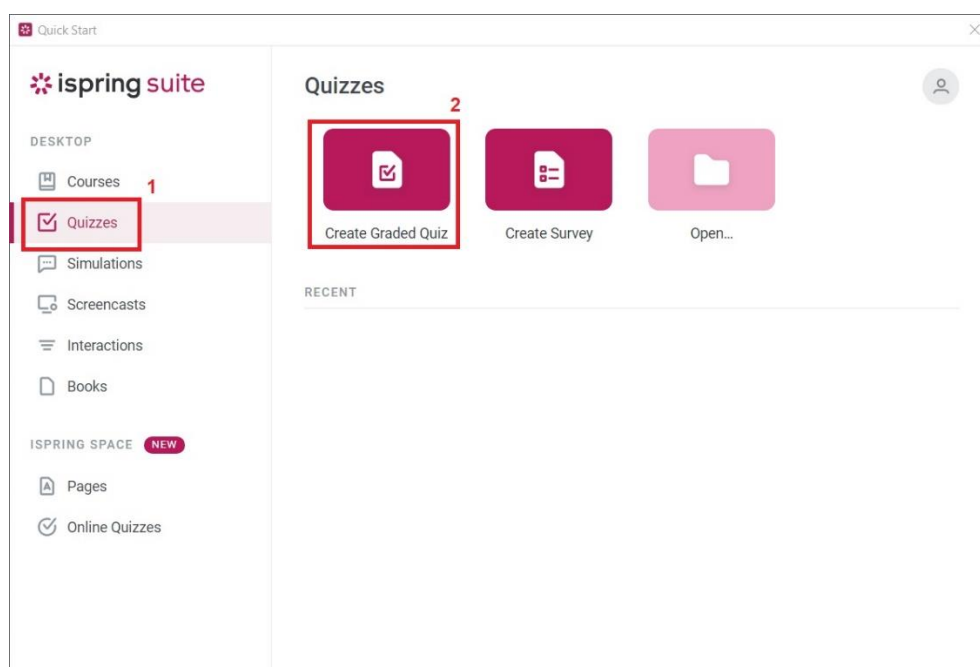 Quick Start
ispring suite
DESKTOP
Courses
1
Quizzes
Simulations
Screencasts
Interactions
Books
ISPRING SPACE NEW
Pages
Online Quizzes
Quizzes
2
Create Graded Quiz
Create Survey
Open...
RECENT